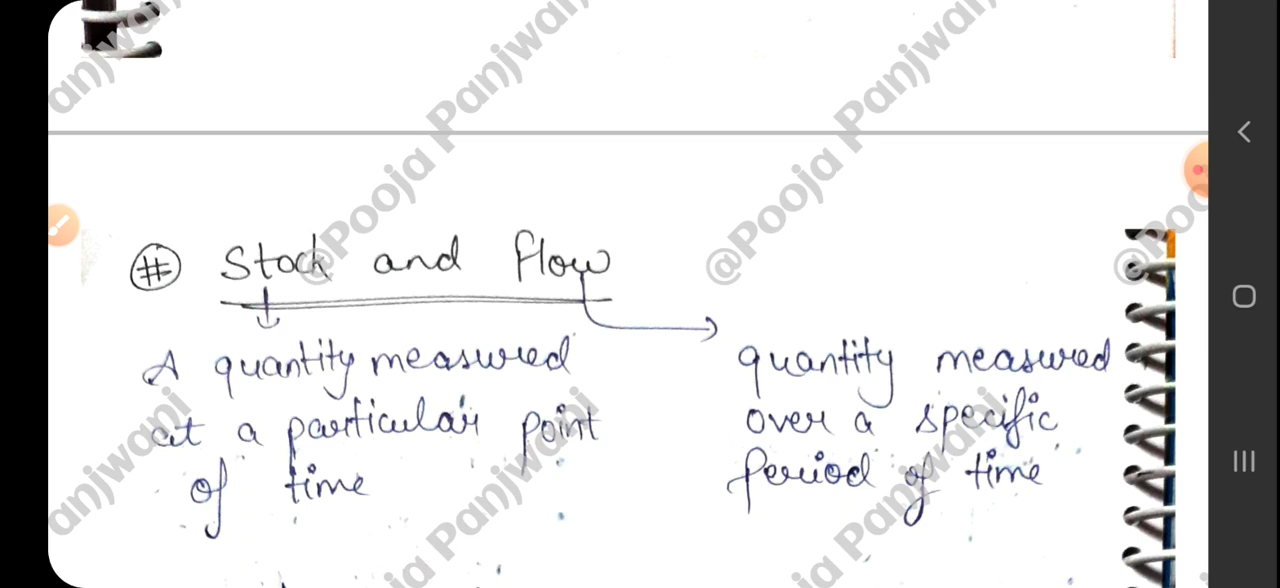 # Stock and flow
A quantity measured
at a particular point
of time
quantity measured
over a specific
period of time
@Pooja Panjwani
@Pooja Panjwani